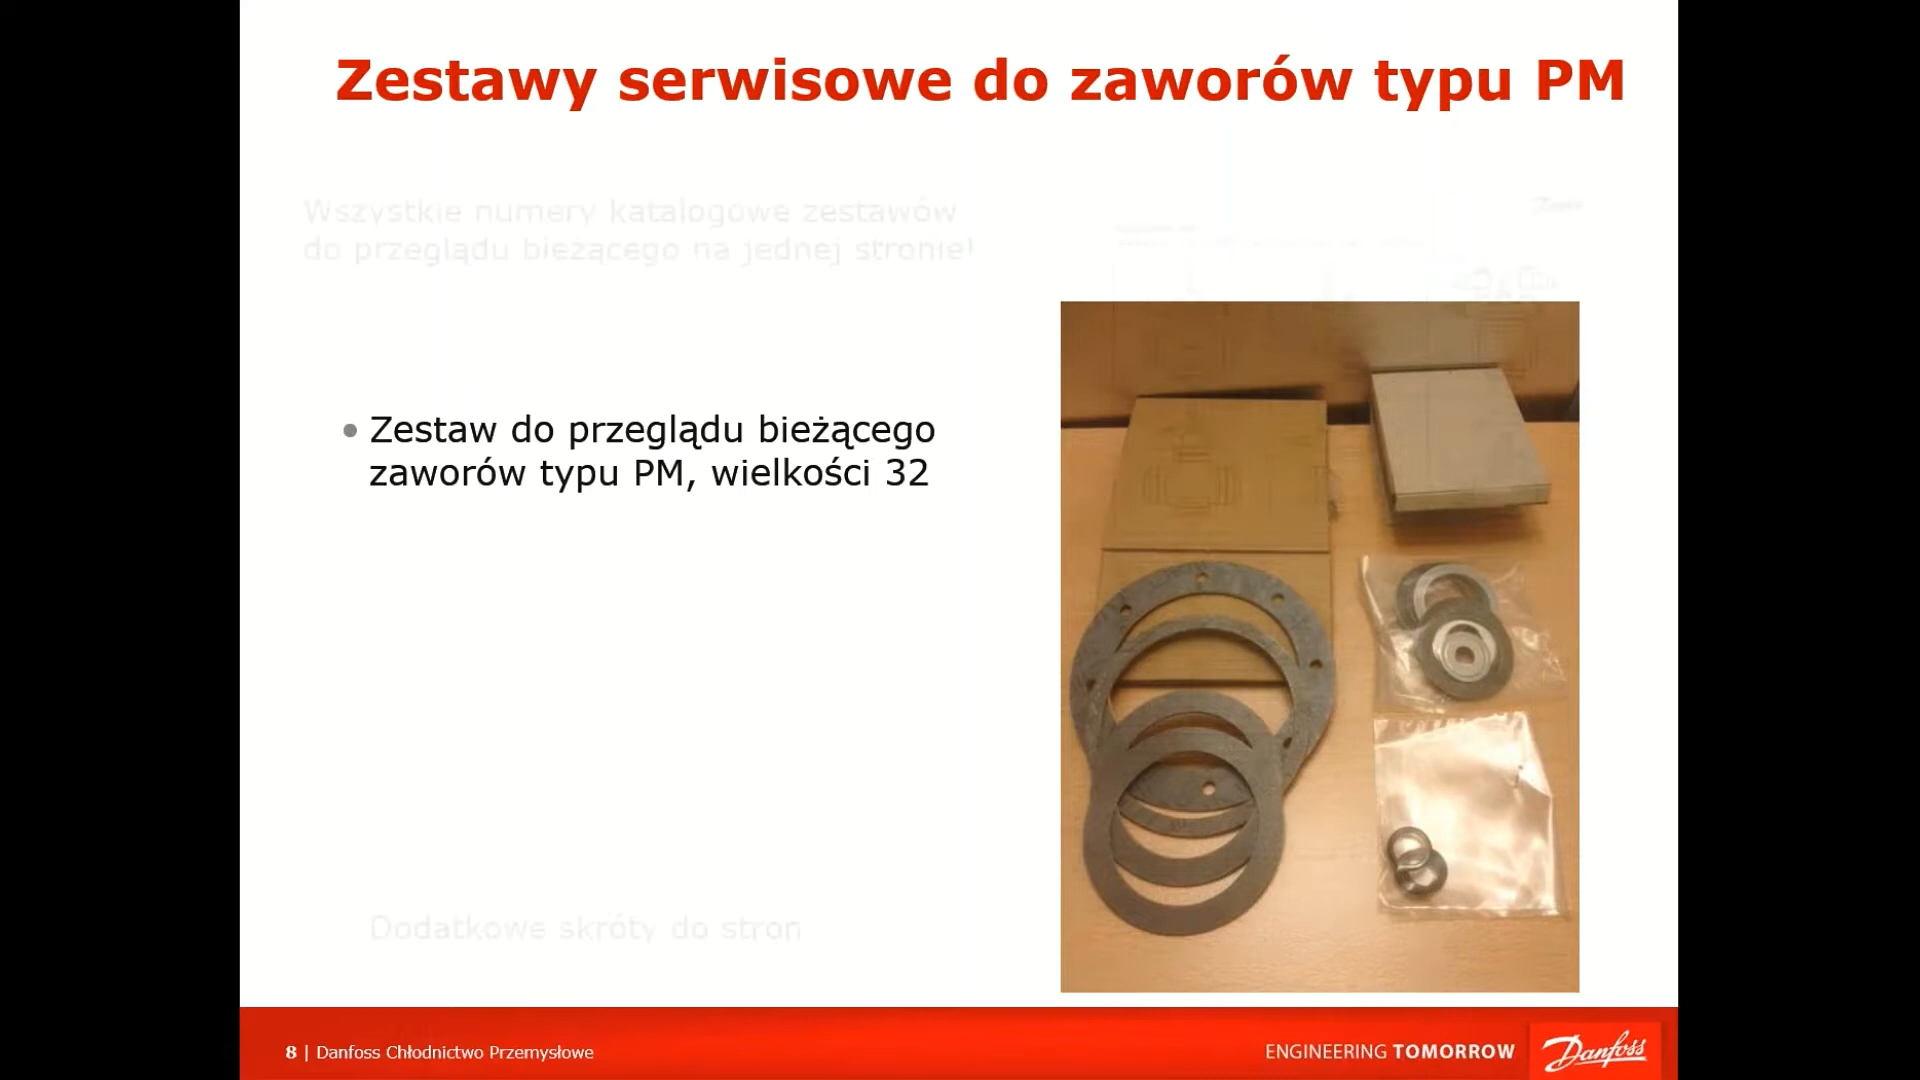 Zestawy serwisowe do zaworów typu PM
Wszystkie numery katalogowe zestawów
do przeglądu bieżącego na jednej stronie!
• Zestaw do przeglądu bieżącego
zaworów typu PM, wielkości 32
Dodatkowe skróty do stron
8 | Danfoss Chłodnictwo Przemysłowe
ENGINEERING TOMORROW
Danfoss